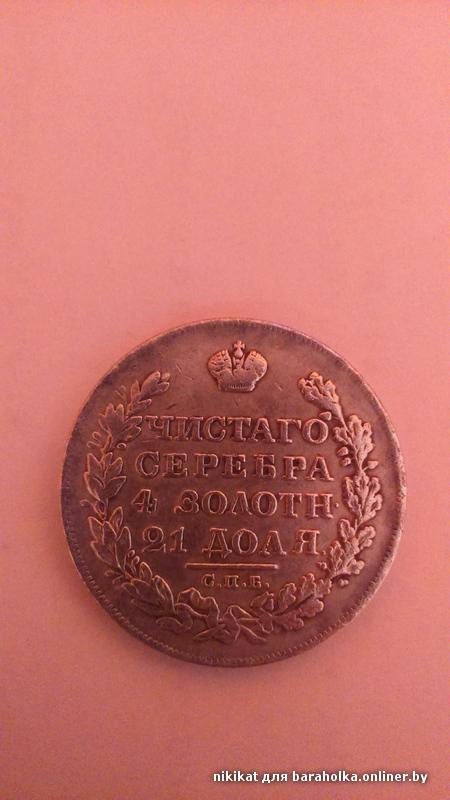 ЧИСТАГО
СЕРЕБРА
4 ЗОЛОТН.
21 ДОЛЯ
С.П.Б.
nikikat для baraholka.onliner.by